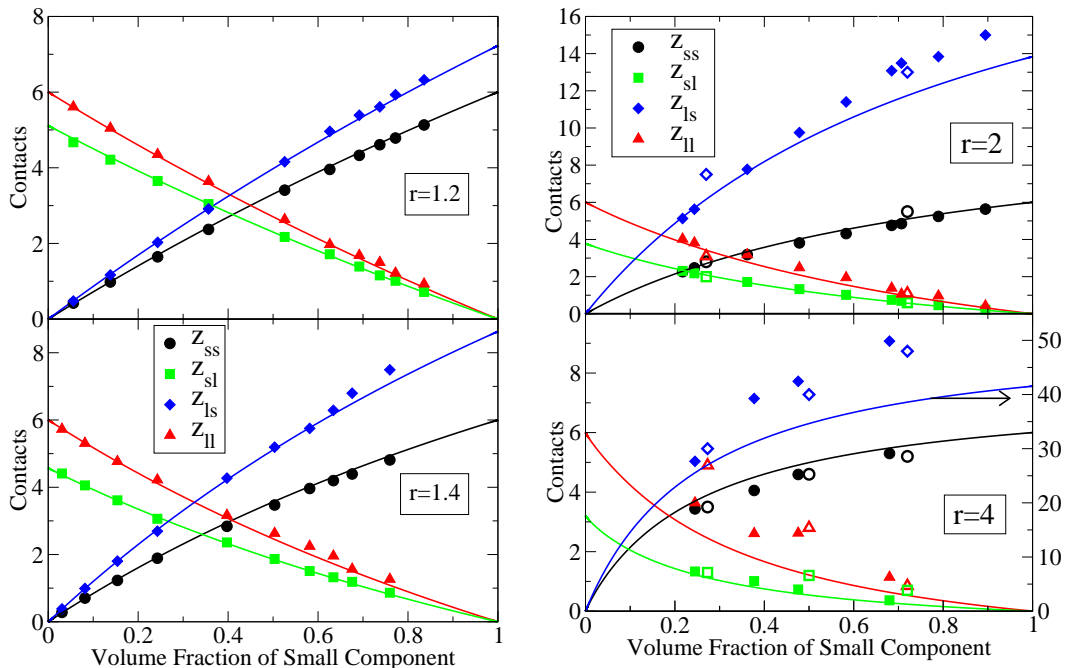 8
6
4
2
0
Contacts
r=1.2
8
6
4
2
0
Contacts
z_ss
z_sl
z_ls
z_ll
r=1.4
0 0.2 0.4 0.6 0.8 1
Volume Fraction of Small Component
16
14
12
10
8
6
4
2
0
Contacts
z_ss
z_sl
z_ls
z_ll
r=2
8
6
4
2
0
Contacts
50
40
30
20
10
0
r=4
0 0.2 0.4 0.6 0.8 1
Volume Fraction of Small Component